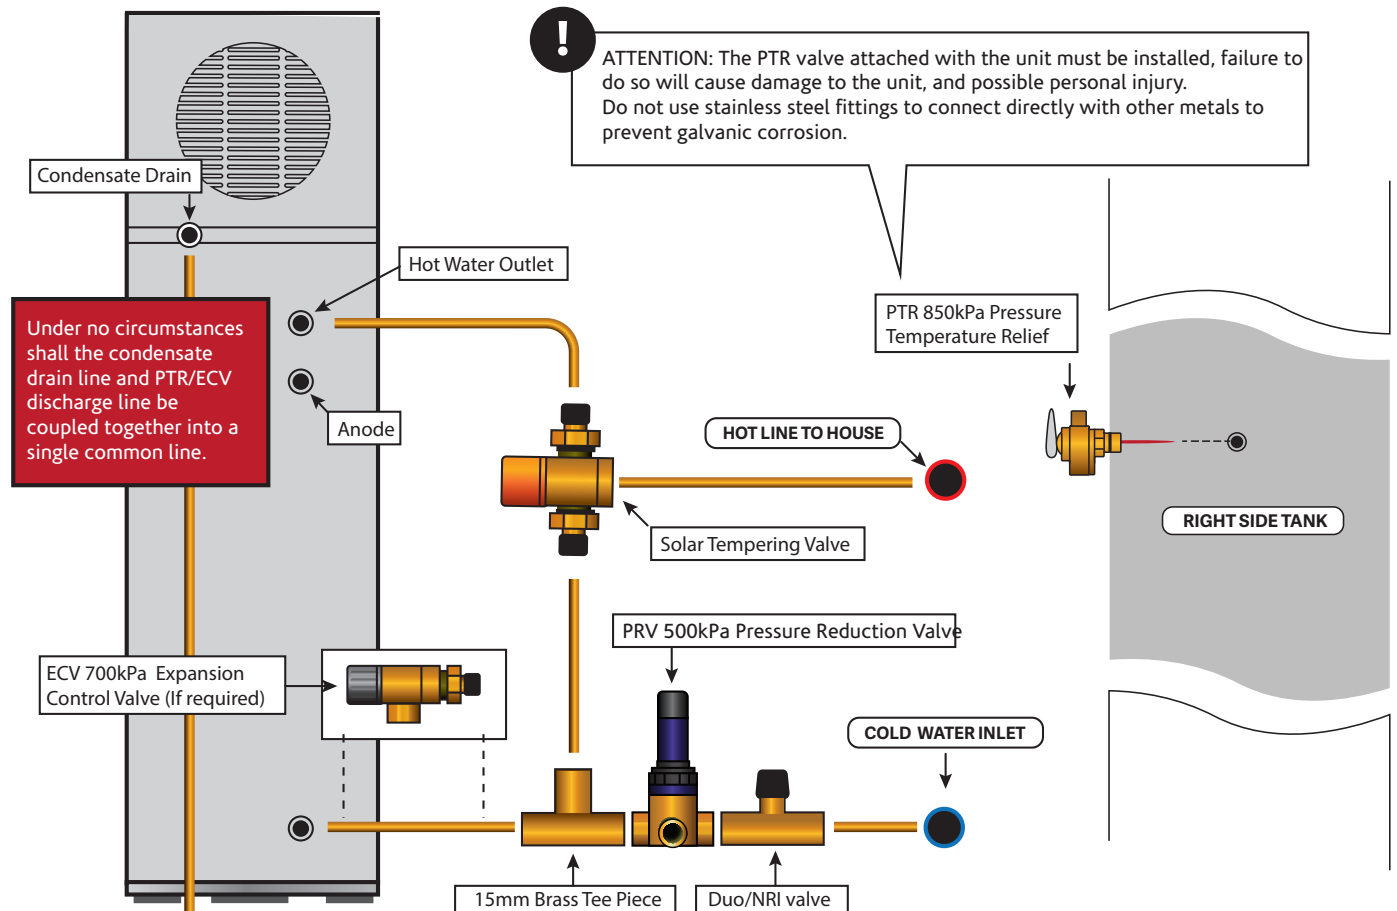 !
ATTENTION: The PTR valve attached with the unit must be installed, failure to
do so will cause damage to the unit, and possible personal injury.
Do not use stainless steel fittings to connect directly with other metals to
prevent galvanic corrosion.
Condensate Drain
Hot Water Outlet
Under no circumstances
shall the condensate
drain line and PTR/ECV
discharge line be
coupled together into a
single common line.
PTR 850kPa Pressure
Temperature Relief
Anode
HOT LINE TO HOUSE
RIGHT SIDE TANK
Solar Tempering Valve
PRV 500kPa Pressure Reduction Valve
ECV 700kPa Expansion
Control Valve (If required)
COLD WATER INLET
15mm Brass Tee Piece
Duo/NRI valve